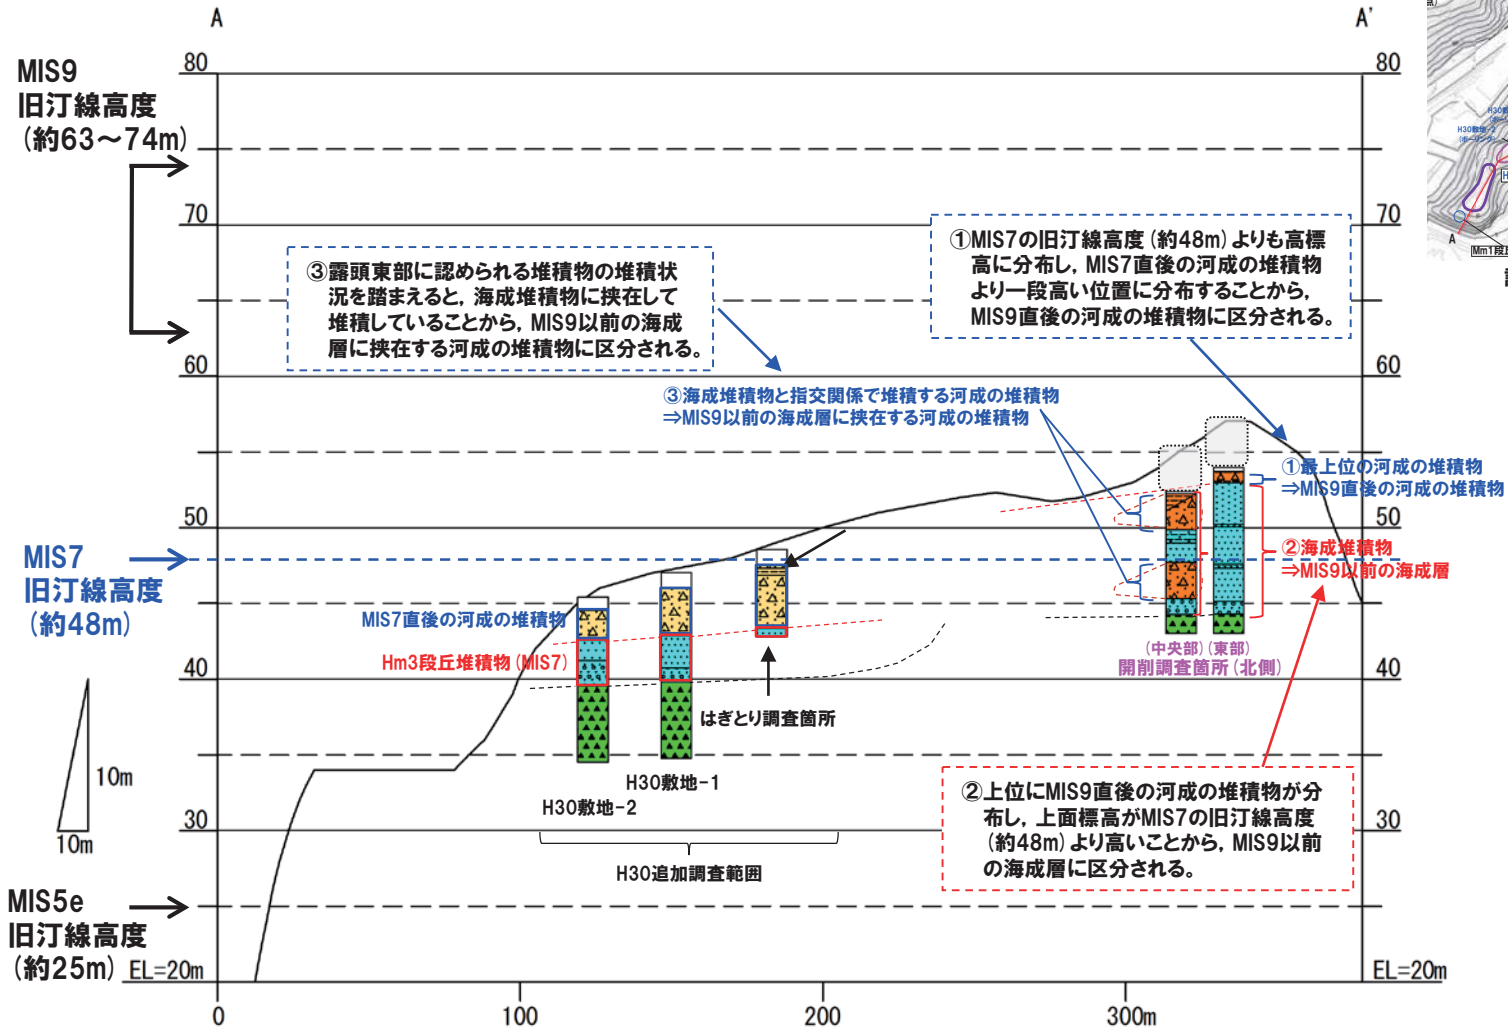 A
A'
80
80
MIS9
旧汀線高度
(約63～74m)
70
70
①MIS7の旧汀線高度(約48m)よりも高標
高に分布し，MIS7直後の河成の堆積物
より一段高い位置に分布することから，
MIS9直後の河成の堆積物に区分される。
③露頭東部に認められる堆積物の堆積状
況を踏まえると，海成堆積物に挟在して
堆積していることから，MIS9以前の海成
層に挟在する河成の堆積物に区分される。
60
60
③海成堆積物と指交関係で堆積する河成の堆積物
⇒MIS9以前の海成層に挟在する河成の堆積物
①最上位の河成の堆積物
⇒MIS9直後の河成の堆積物
50
50
MIS7
旧汀線高度
(約48m)
②海成堆積物
⇒MIS9以前の海成層
MIS7直後の河成の堆積物
Hm3段丘堆積物(MIS7)
(中央部)(東部)
開削調査箇所(北側)
40
40
はぎとり調査箇所
10m
10m
H30敷地-1
H30敷地-2
30
30
H30追加調査範囲
②上位にMIS9直後の河成の堆積物が分
布し，上面標高がMIS7の旧汀線高度
(約48m)より高いことから，MIS9以前
の海成層に区分される。
MIS5e
旧汀線高度
(約25m)
EL=20m
EL=20m
0
100
200
300m
H30敷地-2
(ボーリング)
A